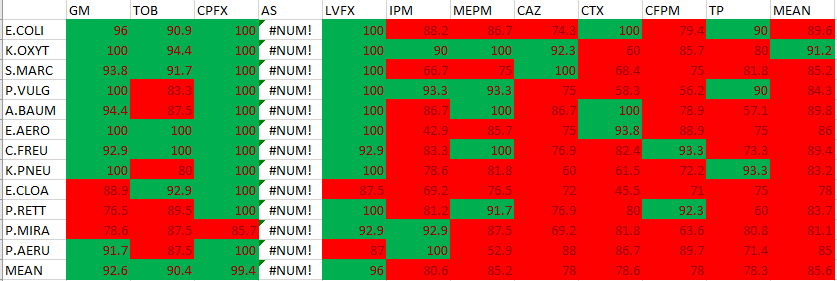 GM TOB CPFX AS LVFX IPM MEPM CAZ CTX CFPM TP MEAN
E.COLI 96 90.9 100 #NUM! 100 88.2 86.7 74.3 100 79.4 90 89.6
K.OXYT 100 94.4 100 #NUM! 100 90 100 92.3 60 85.7 80 91.2
S.MARC 93.8 91.7 100 #NUM! 100 66.7 75 100 68.4 75 81.8 85.2
P.VULG 100 83.3 100 #NUM! 100 93.3 93.3 75 58.3 56.2 90 84.3
A.BAUM 94.4 87.5 100 #NUM! 100 86.7 100 86.7 100 78.9 57.1 89.8
E.AERO 100 100 100 #NUM! 100 42.9 85.7 75 93.8 88.9 75 86
C.FREU 92.9 100 100 #NUM! 92.9 83.3 100 76.9 82.4 93.3 73.3 89.4
K.PNEU 100 80 100 #NUM! 100 78.6 81.8 60 61.5 72.2 93.3 83.2
E.CLOA 88.9 92.9 100 #NUM! 87.5 69.2 76.5 72 45.5 71 75 78
P.RETT 76.5 89.5 100 #NUM! 100 81.2 91.7 76.9 80 92.3 60 83.7
P.MIRA 78.6 87.5 85.7 #NUM! 92.9 92.9 87.5 69.2 81.8 63.6 80.8 81.1
P.AERU 91.7 87.5 100 #NUM! 87 100 52.9 88 86.7 89.7 71.4 85
MEAN 92.6 90.4 99.4 #NUM! 96 80.6 85.2 78 78.6 78 78.3 85.6